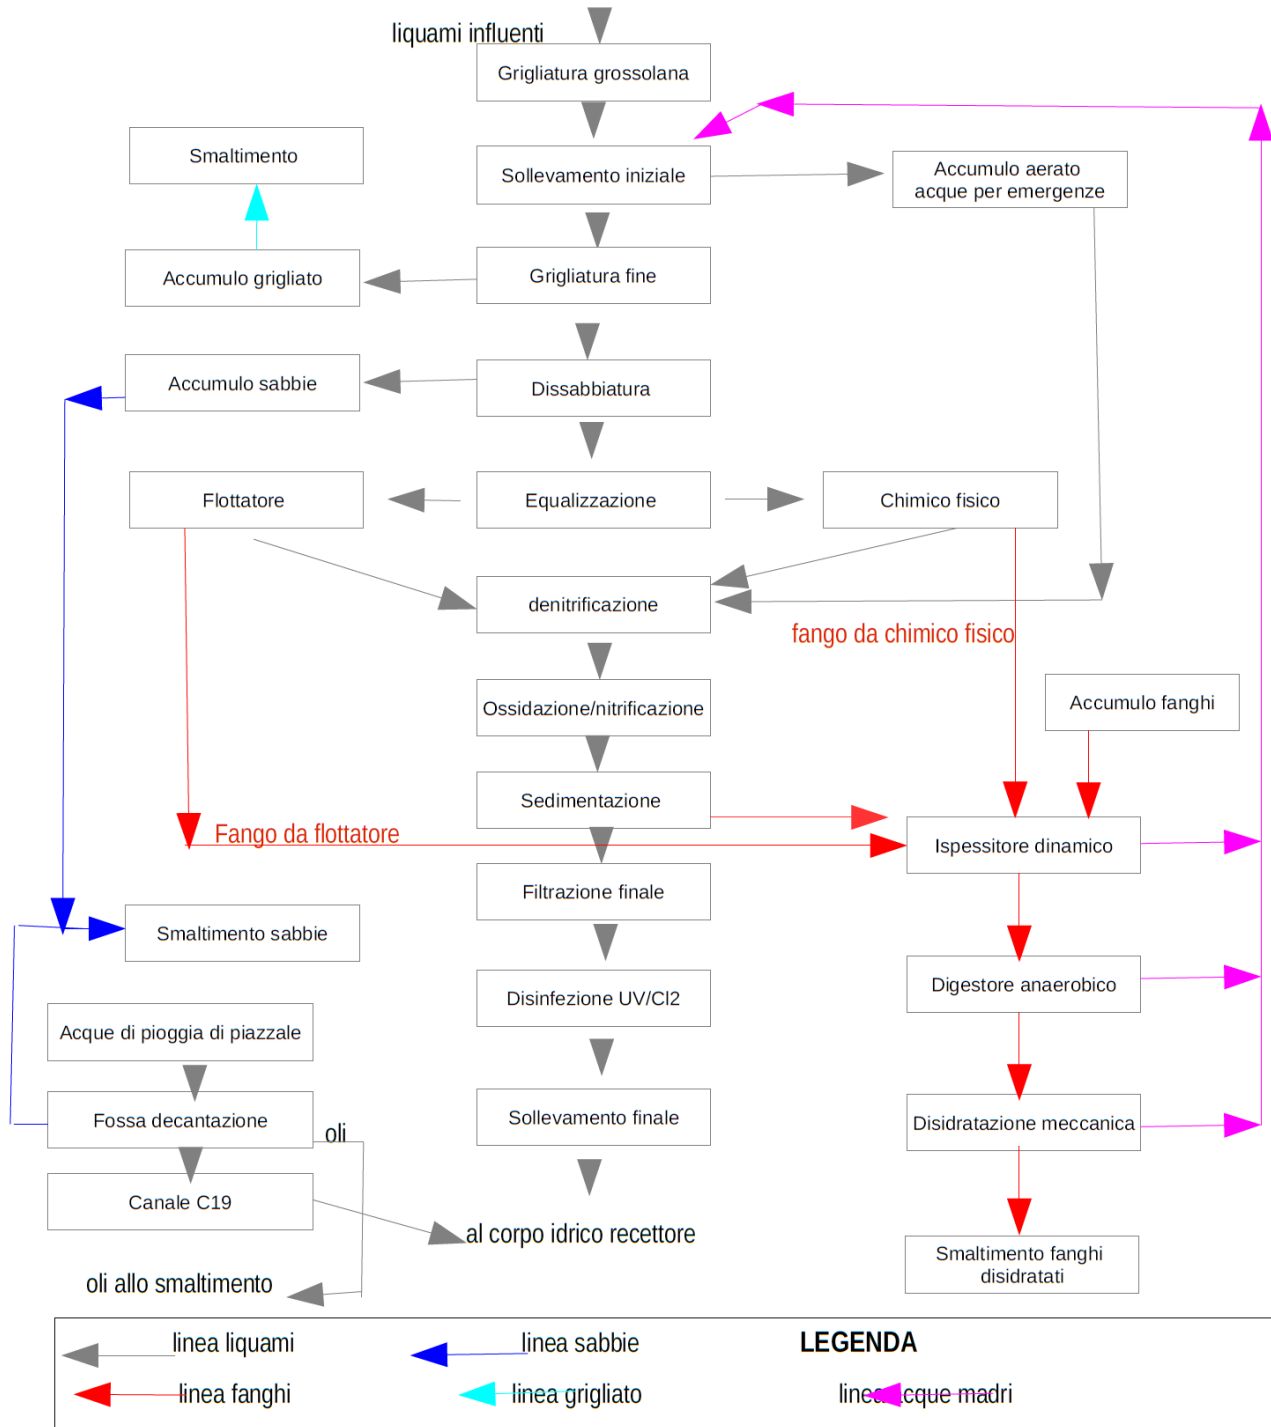 liquami influenti
Grigliatura grossolana
Smaltimento
Sollevamento iniziale
Accumulo aerato
acque per emergenze
Accumulo grigliato
Grigliatura fine
Accumulo sabbie
Dissabbiatura
Flottatore
Equalizzazione
Chimico fisico
denitrificazione
fango da chimico fisico
Ossidazione/nitrificazione
Accumulo fanghi
Sedimentazione
Fango da flottatore
Ispessitore dinamico
Filtrazione finale
Smaltimento sabbie
Digestore anaerobico
Disinfezione UV/Cl2
Acque di pioggia di piazzale
Fossa decantazione
oli
Sollevamento finale
Disidratazione meccanica
Canale C19
al corpo idrico recettore
Smaltimento fanghi
disidratati
oli allo smaltimento
linea liquami
linea sabbie
LEGENDA
linea fanghi
linea grigliato
linea acque madri